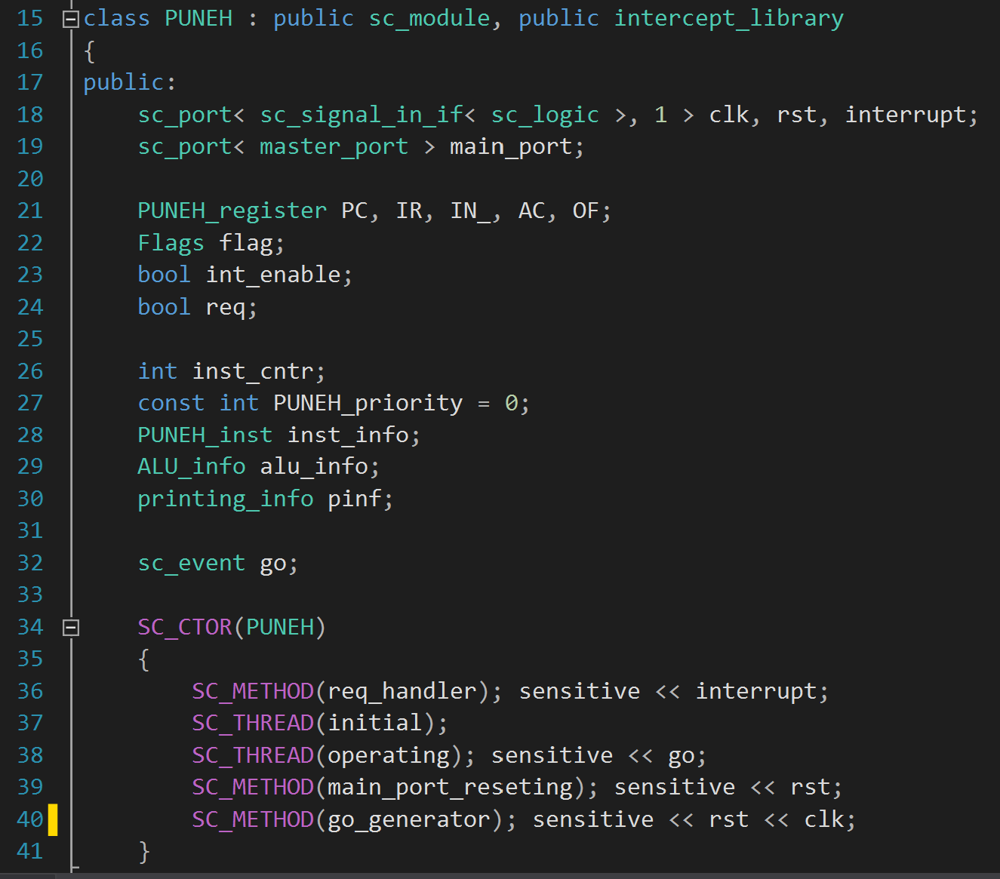 15 class PUNEH : public sc_module, public intercept_library
16 {
17 public:
18     sc_port< sc_signal_in_if< sc_logic >, 1 > clk, rst, interrupt;
19     sc_port< master_port > main_port;
20
21     PUNEH_register PC, IR, IN_, AC, OF;
22     Flags flag;
23     bool int_enable;
24     bool req;
25
26     int inst_cntr;
27     const int PUNEH_priority = 0;
28     PUNEH_inst inst_info;
29     ALU_info alu_info;
30     printing_info pinf;
31
32     sc_event go;
33
34     SC_CTOR(PUNEH)
35     {
36         SC_METHOD(req_handler); sensitive << interrupt;
37         SC_THREAD(initial);
38         SC_THREAD(operating); sensitive << go;
39         SC_METHOD(main_port_reseting); sensitive << rst;
40         SC_METHOD(go_generator); sensitive << rst << clk;
41     }